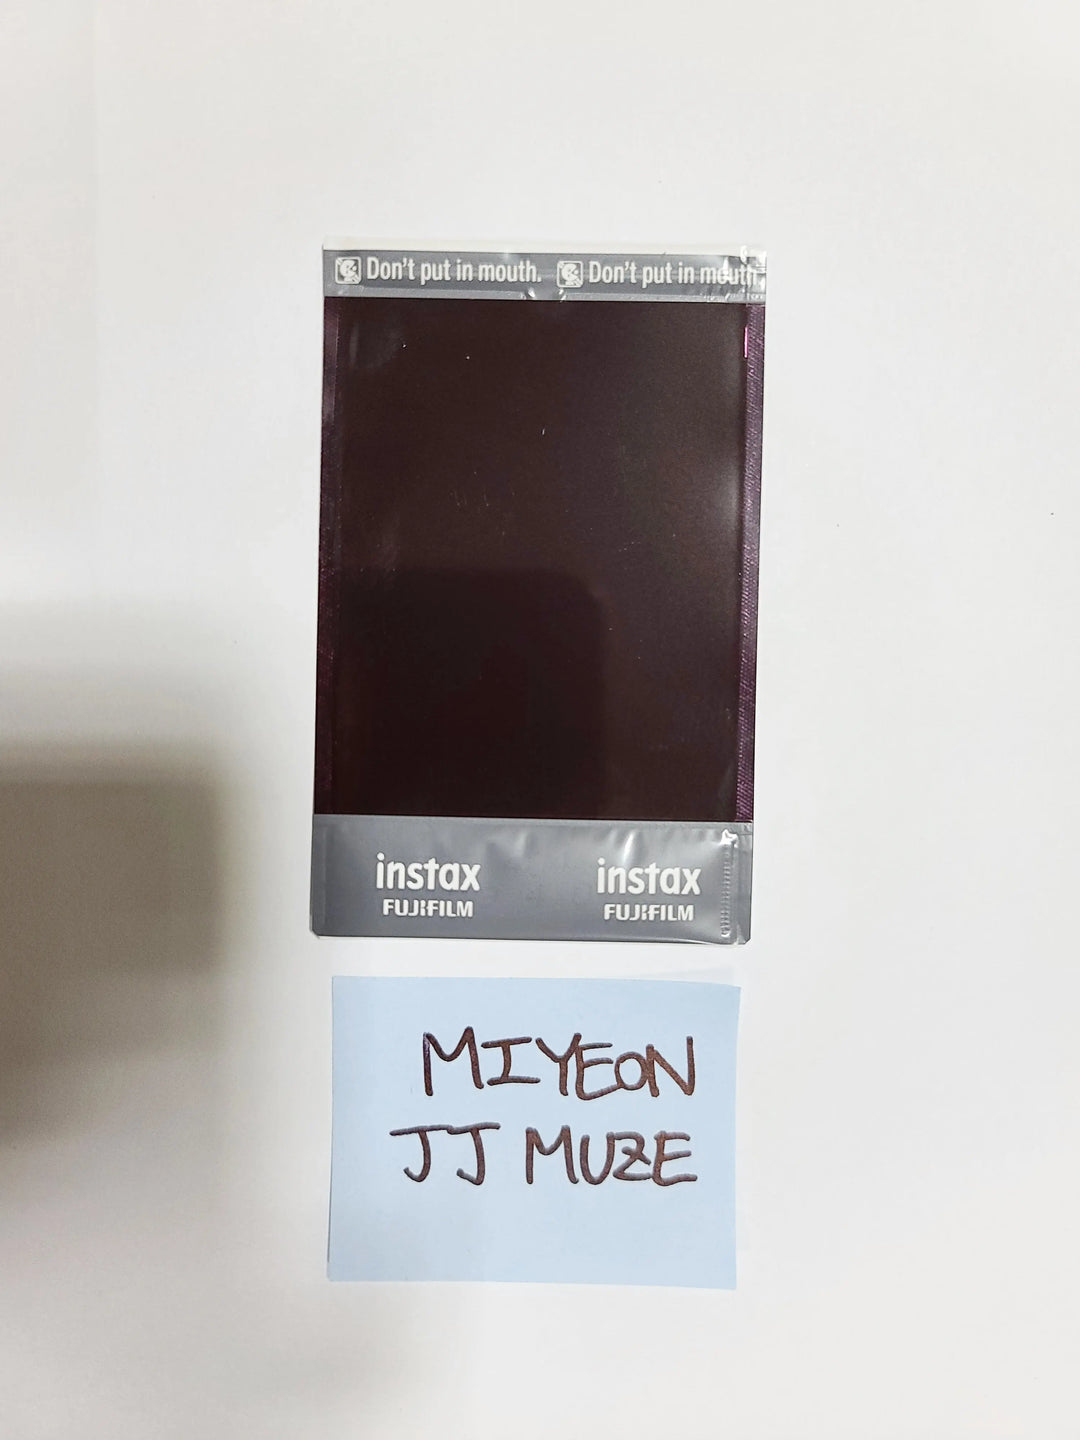 Don't put in mouth. Don't put in mouth.
instax instax
FUJIFILM FUJIFILM
MIYEON
JJ MUZE